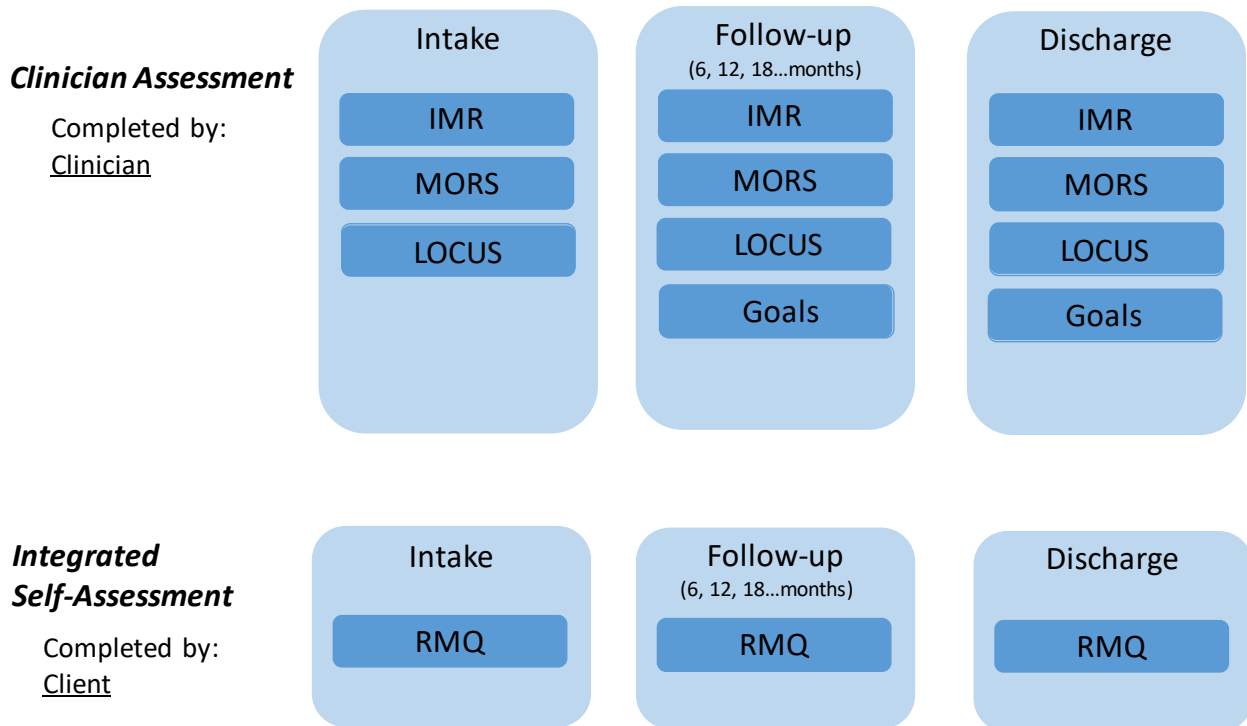 Clinician Assessment
Completed by:
Clinician
Intake
IMR
MORS
LOCUS
Follow-up
(6, 12, 18...months)
IMR
MORS
LOCUS
Goals
Discharge
IMR
MORS
LOCUS
Goals
Integrated
Self-Assessment
Completed by:
Client
Intake
RMQ
Follow-up
(6, 12, 18...months)
RMQ
Discharge
RMQ